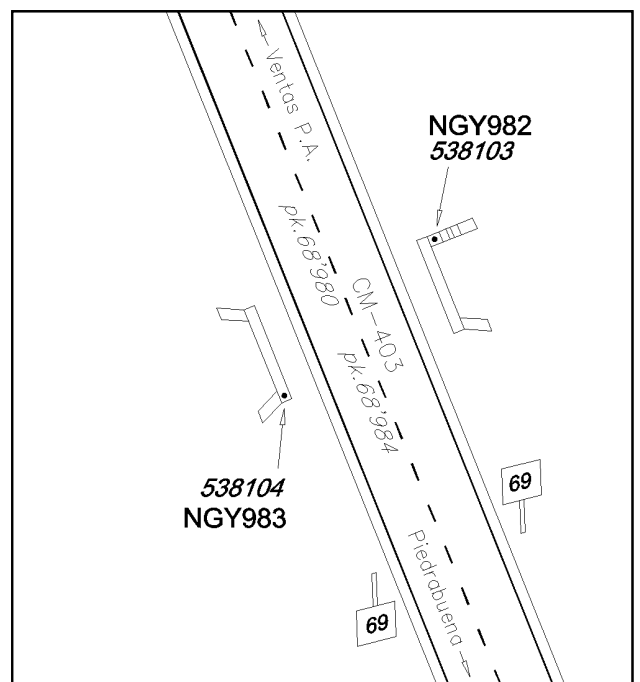 Ventas P.A.
NGY982
538103
pk.68'980
CM-403
pk.68'984
69
538104
NGY983
Piedrabuena
69